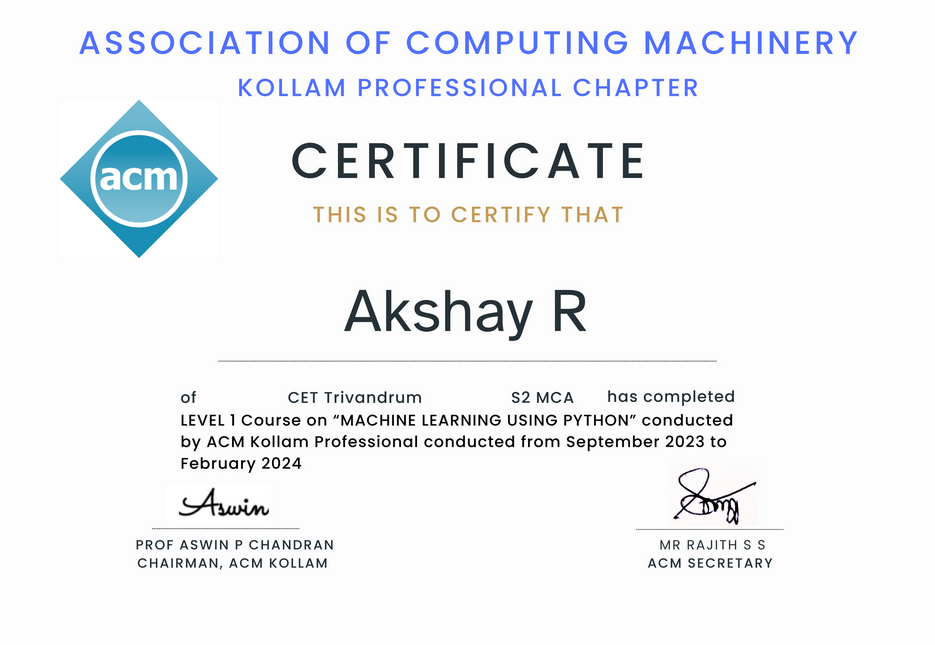 ASSOCIATION OF COMPUTING MACHINERY
KOLLAM PROFESSIONAL CHAPTER
acm
CERTIFICATE
THIS IS TO CERTIFY THAT
Akshay R
of CET Trivandrum S2 MCA has completed
LEVEL 1 Course on “MACHINE LEARNING USING PYTHON” conducted
by ACM Kollam Professional conducted from September 2023 to
February 2024
Aswin
PROF ASWIN P CHANDRAN
CHAIRMAN, ACM KOLLAM
MR RAJITH S S
ACM SECRETARY